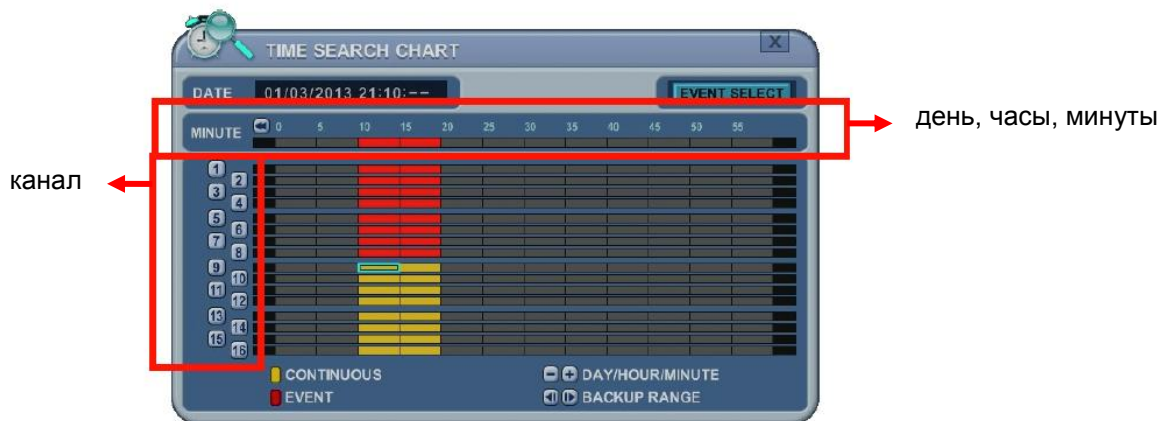 TIME SEARCH CHART X
DATE 01/03/2013 21:10:-- EVENT SELECT
MINUTE 0 5 10 15 20 25 30 35 40 45 50 55
день, часы, минуты
канал
1
2
3
4
5
6
7
8
9
10
11
12
13
14
15
16
CONTINUOUS - + DAY/HOUR/MINUTE
EVENT BACKUP RANGE